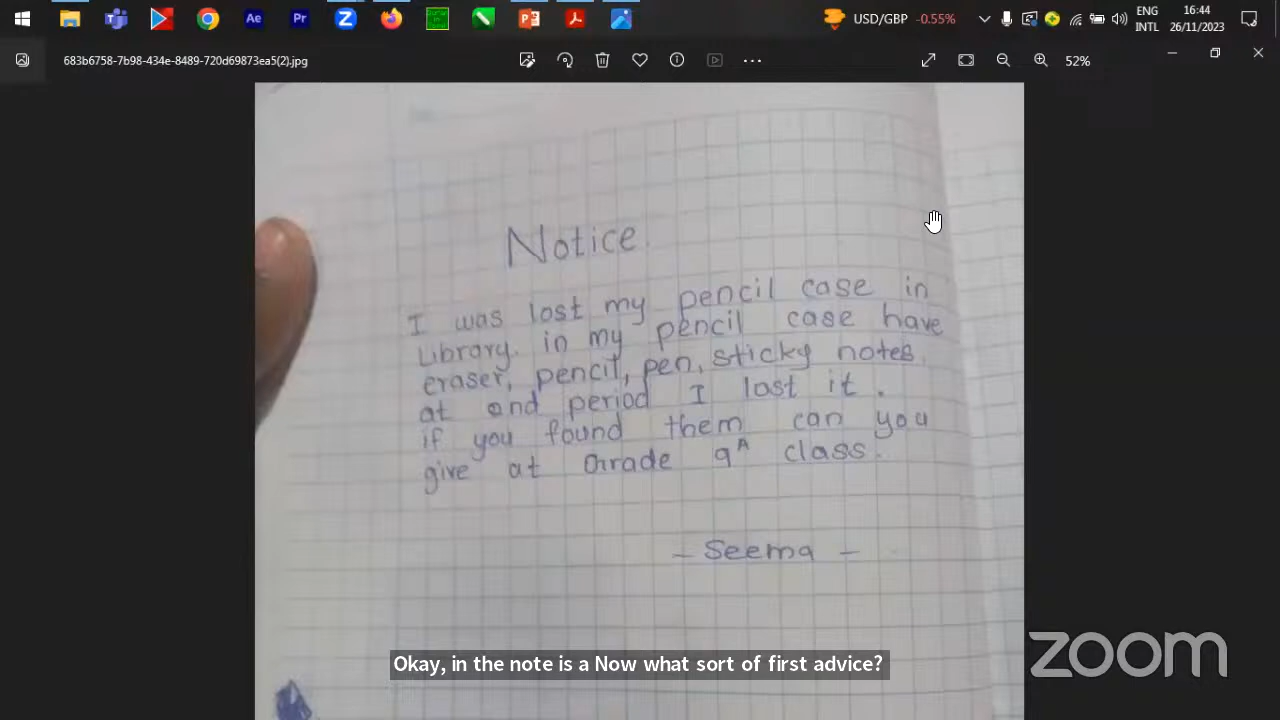 USD/GBP -0.55%
ENG 16:44
INTL 26/11/2023
683b6758-7b98-434e-8489-720d69873ea5(2).jpg
52%
Notice.
I was lost my pencil case in
Library. in my pencil case have
eraser, pencil, pen, sticky notes.
at 2nd period I lost it.
if you found them can you
give at Grade 9A class.
- Seema -
Okay, in the note is a Now what sort of first advice?
zoom